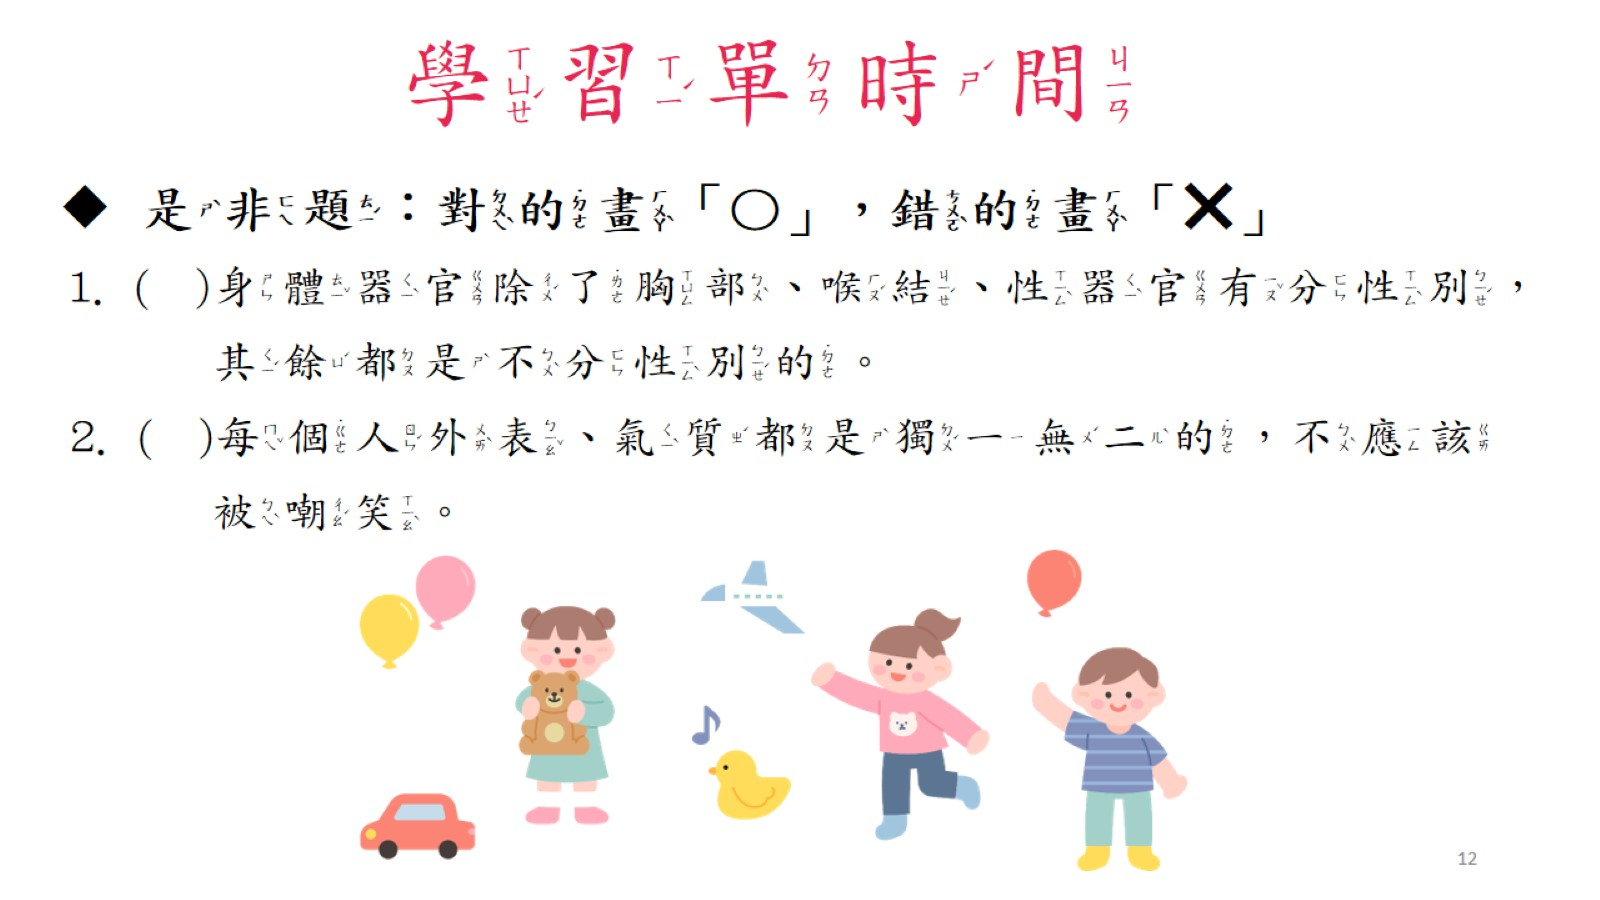 學習單時間
◆ 是非題：對的畫「○」，錯的畫「✕」
1. ( )身體器官除了胸部、喉結、性器官有分性別，
其餘都是不分性別的。
2. ( )每個人外表、氣質都是獨一無二的，不應該
被嘲笑。
12